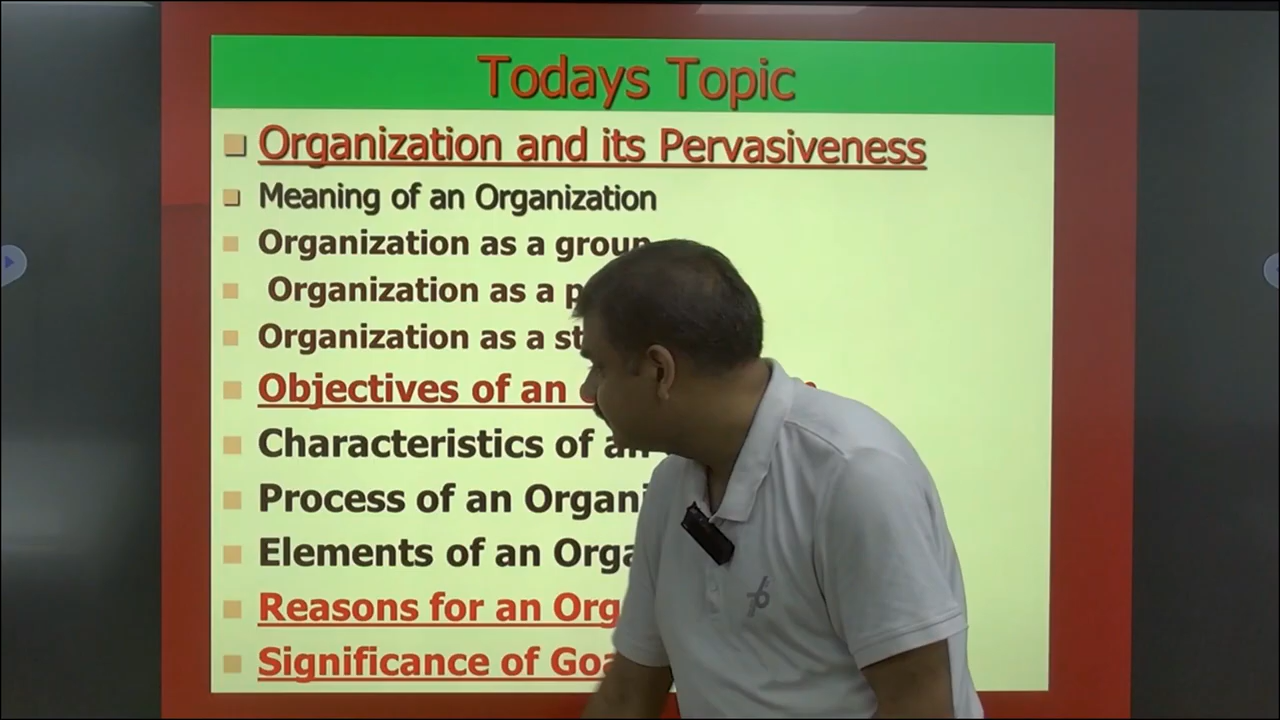 Todays Topic
Organization and its Pervasiveness
Meaning of an Organization
Organization as a group
Organization as a
Organization as a
Objectives of an
Characteristics of an
Process of an
Elements of an
Reasons for an
Significance of